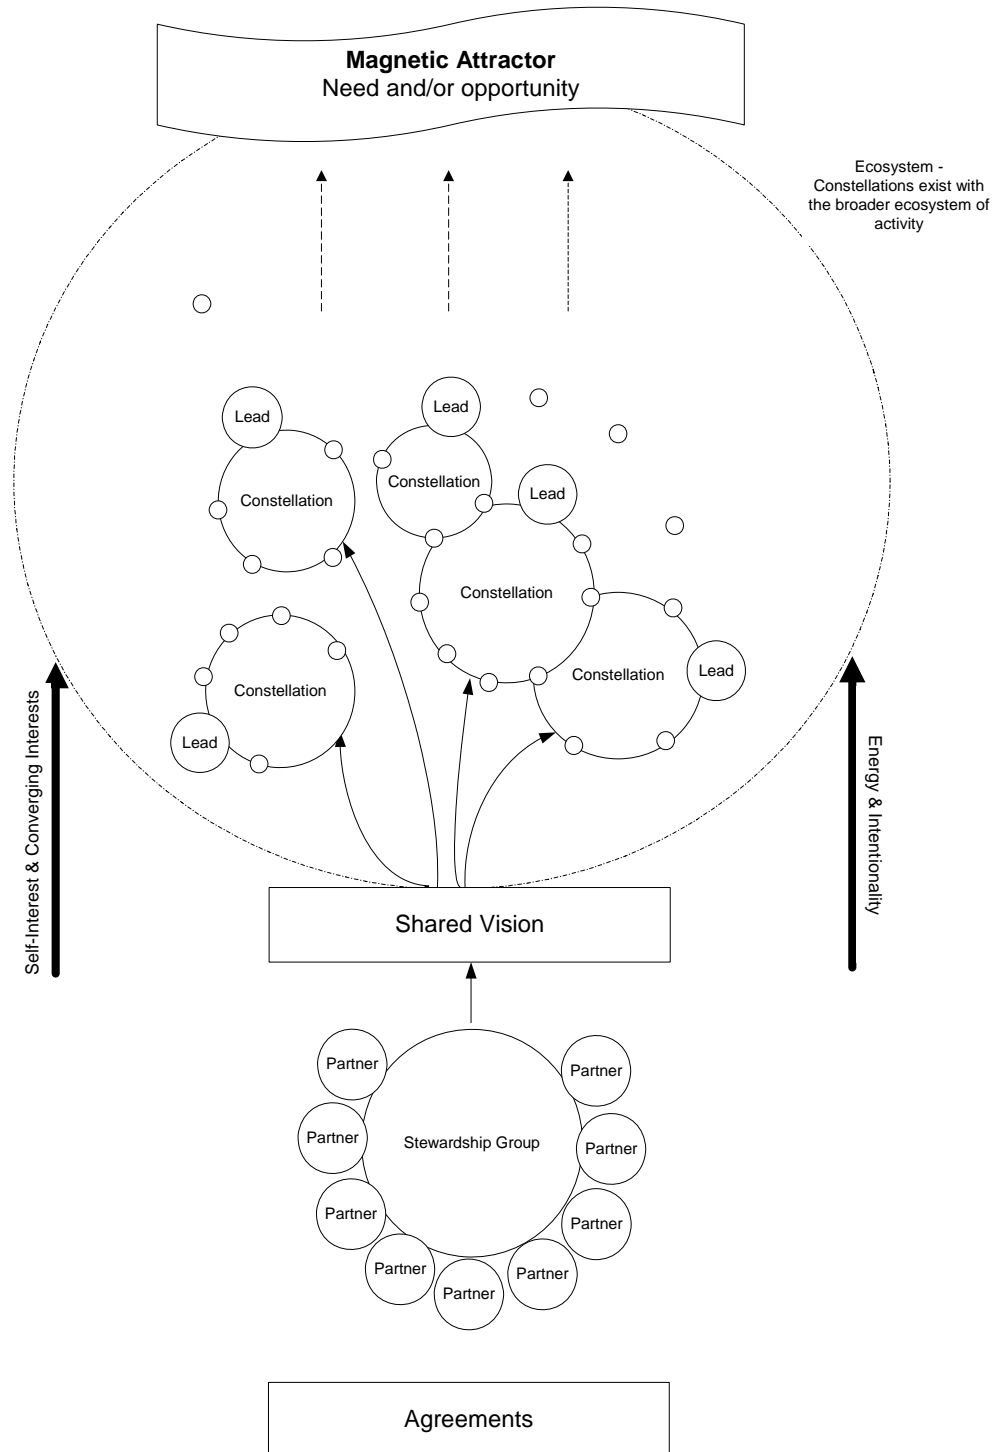 Magnetic Attractor
Need and/or opportunity
Ecosystem -
Constellations exist with
the broader ecosystem of
activity
Lead
Lead
Constellation
Constellation
Lead
Constellation
Constellation
Lead
Constellation
Lead
Self-Interest & Converging Interests
Energy & Intentionality
Shared Vision
Partner
Partner
Partner
Stewardship Group
Partner
Partner
Partner
Partner
Partner
Partner
Agreements